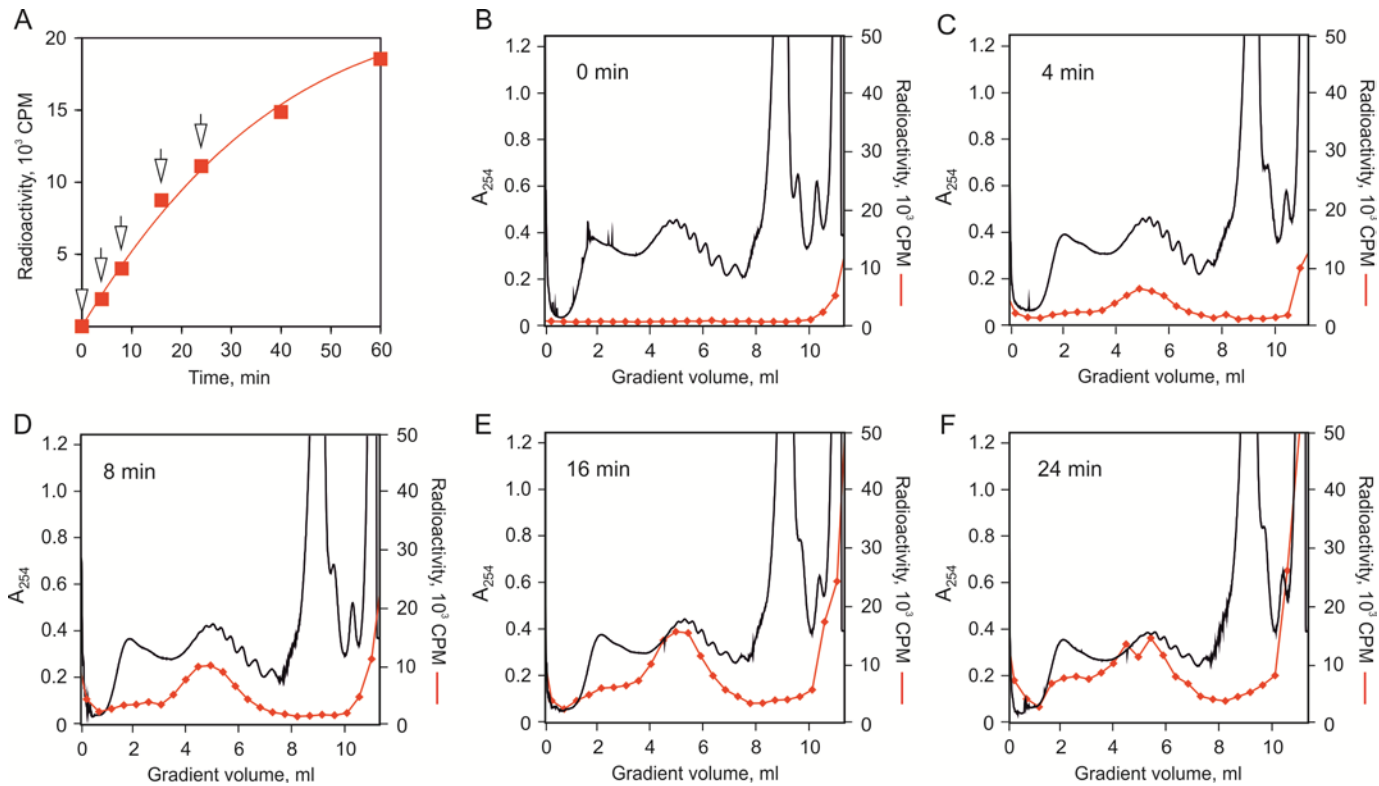 A
20
15
10
5
0 10 20 30 40 50 60
Radioactivity, 10³ CPM
Time, min
B
0 min
1.2
1.0
0.8
0.6
0.4
0.2
0
50
40
30
20
10
0
0 2 4 6 8 10
A₂₅₄
Gradient volume, ml
Radioactivity, 10³ CPM
C
4 min
1.2
1.0
0.8
0.6
0.4
0.2
0
50
40
30
20
10
0
0 2 4 6 8 10
A₂₅₄
Gradient volume, ml
Radioactivity, 10³ CPM
D
8 min
1.2
1.0
0.8
0.6
0.4
0.2
0
50
40
30
20
10
0
0 2 4 6 8 10
A₂₅₄
Gradient volume, ml
Radioactivity, 10³ CPM
E
16 min
1.2
1.0
0.8
0.6
0.4
0.2
0
50
40
30
20
10
0
0 2 4 6 8 10
A₂₅₄
Gradient volume, ml
Radioactivity, 10³ CPM
F
24 min
1.2
1.0
0.8
0.6
0.4
0.2
0
50
40
30
20
10
0
0 2 4 6 8 10
A₂₅₄
Gradient volume, ml
Radioactivity, 10³ CPM